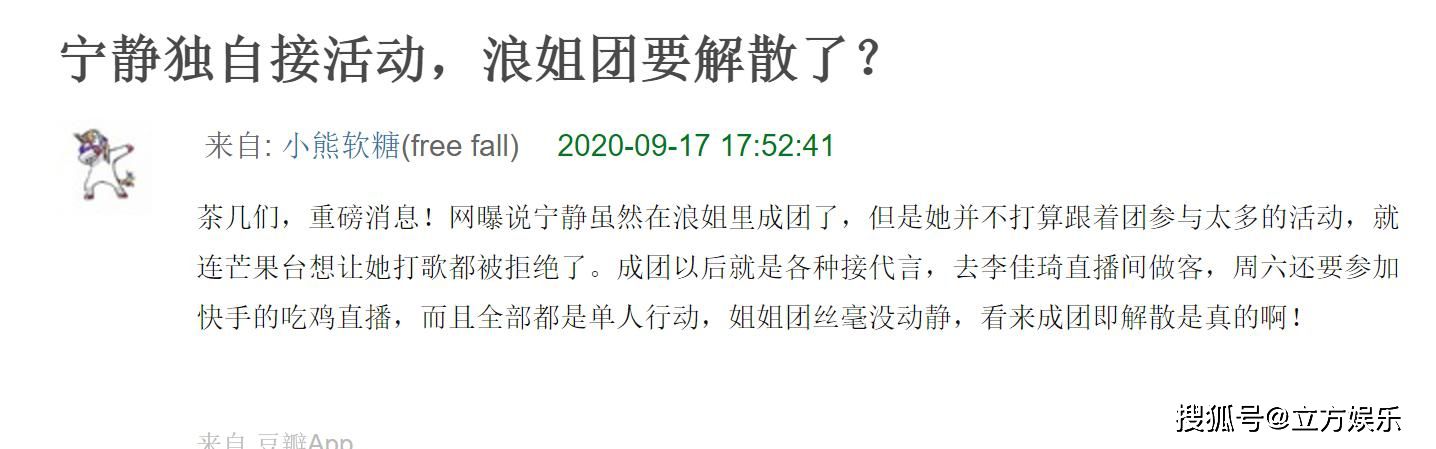 宁静独自接活动，浪姐团要解散了？
来自: 小熊软糖(free fall) 2020-09-17 17:52:41
茶几们，重磅消息！网曝说宁静虽然在浪姐里成团了，但是她并不打算跟着团参与太多的活动，就
连芒果台想让她打歌都被拒绝了。成团以后就是各种接代言，去李佳琦直播间做客，周六还要参加
快手的吃鸡直播，而且全部都是单人行动，姐姐团丝毫没动静，看来成团即解散是真的啊！
搜狐号@立方娱乐
来自 豆瓣App